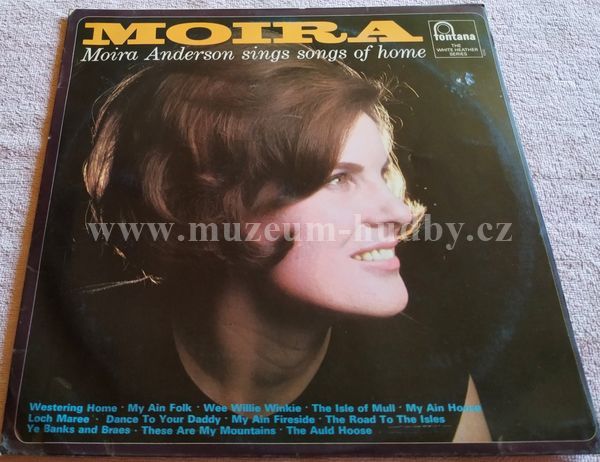 MOIRA
Moira Anderson sings songs of home
fontana
THE
WHITE HEATHER
SERIES
www.muzeum-hudby.cz
Westering Home · My Ain Folk · Wee Willie Winkie · The Isle of Mull · My Ain House
Loch Maree · Dance To Your Daddy · My Ain Fireside · The Road To The Isles
Ye Banks and Braes · These Are My Mountains · The Auld Hoose